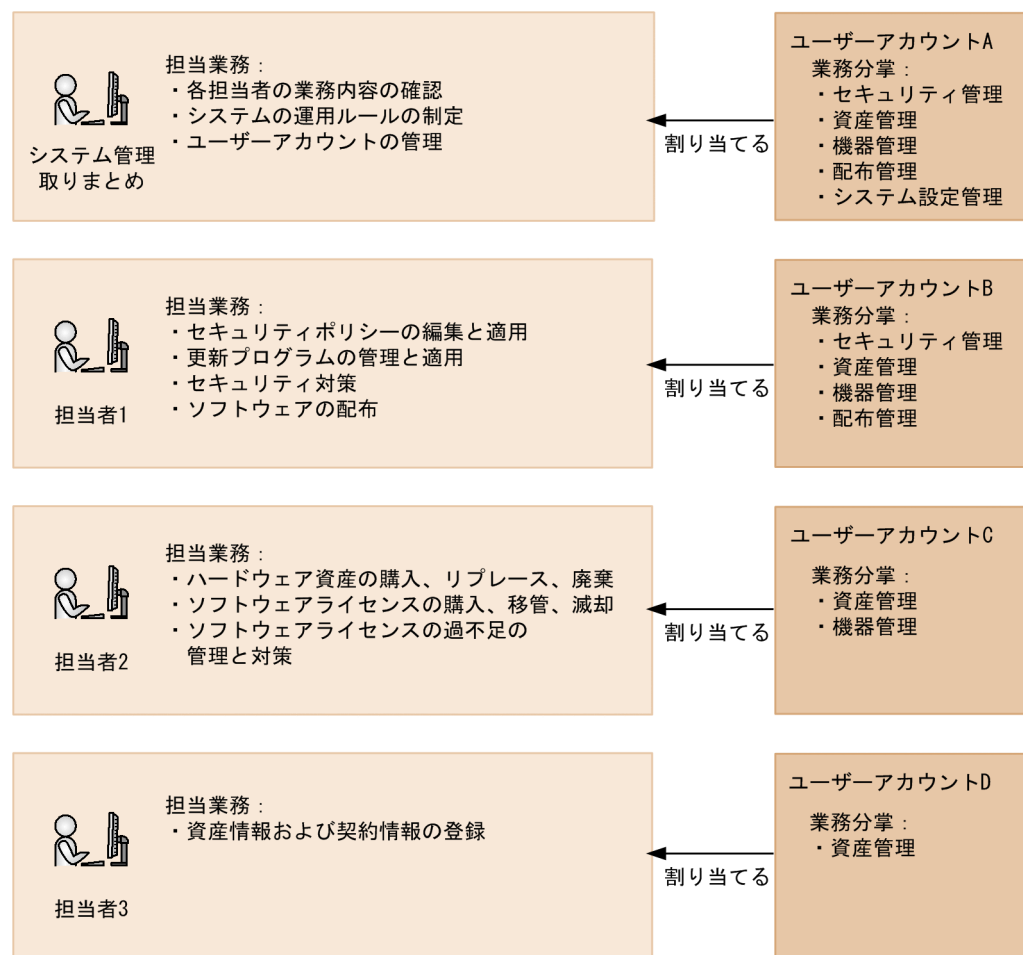 担当業務：
・各担当者の業務内容の確認
・システムの運用ルールの制定
・ユーザーアカウントの管理
システム管理
取りまとめ
割り当てる
ユーザーアカウントA
業務分掌：
・セキュリティ管理
・資産管理
・機器管理
・配布管理
・システム設定管理
担当業務：
・セキュリティポリシーの編集と適用
・更新プログラムの管理と適用
・セキュリティ対策
・ソフトウェアの配布
担当者1
割り当てる
ユーザーアカウントB
業務分掌：
・セキュリティ管理
・資産管理
・機器管理
・配布管理
担当業務：
・ハードウェア資産の購入、リプレース、廃棄
・ソフトウェアライセンスの購入、移管、滅却
・ソフトウェアライセンスの過不足の
管理と対策
担当者2
割り当てる
ユーザーアカウントC
業務分掌：
・資産管理
・機器管理
担当業務：
・資産情報および契約情報の登録
担当者3
割り当てる
ユーザーアカウントD
業務分掌：
・資産管理